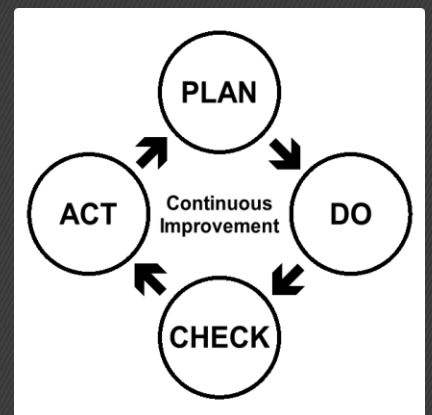 PLAN
DO
CHECK
ACT
Continuous
Improvement